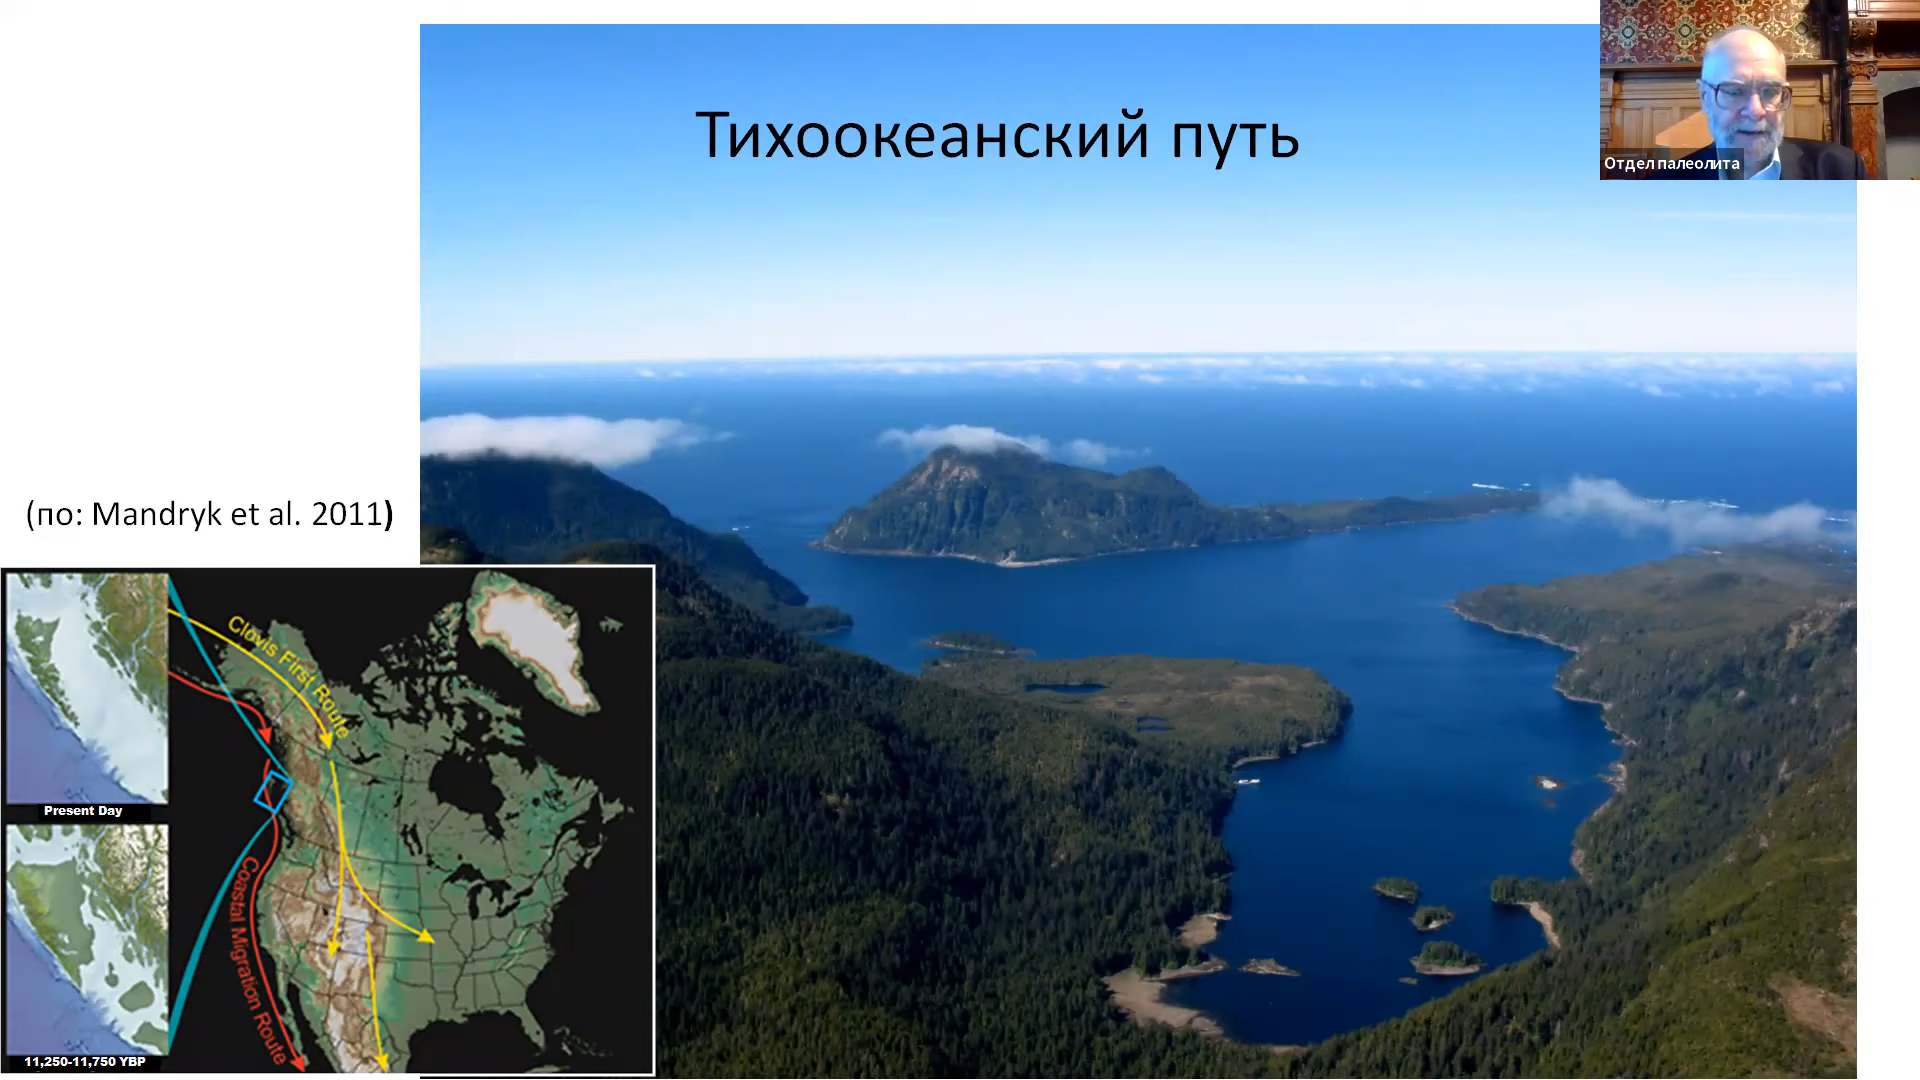 Тихоокеанский путь
Отдел палеолита
(по: Mandryk et al. 2011)
Clovis First Route
Present Day
Coastal Migration Route
11,250-11,750 YBP